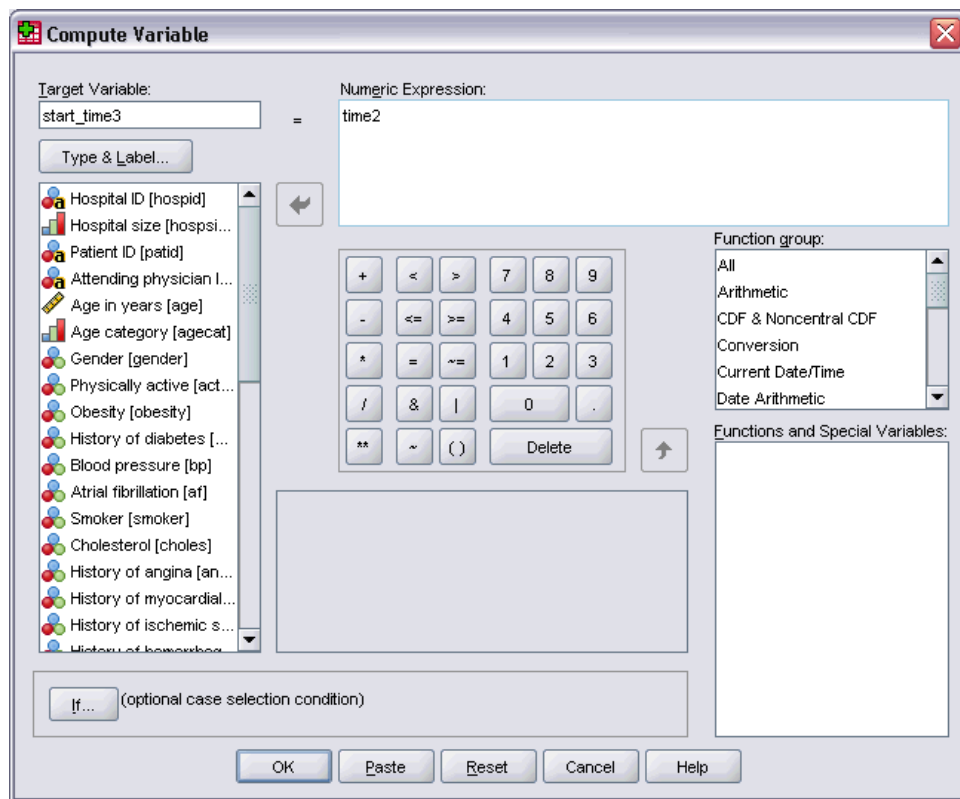 Compute Variable
Target Variable:
start_time3
=
Numeric Expression:
time2
Type & Label...
Hospital ID [hospid]
Hospital size [hospsi...
Patient ID [patid]
Attending physician I...
Age in years [age]
Age category [agecat]
Gender [gender]
Physically active [act...
Obesity [obesity]
History of diabetes [...
Blood pressure [bp]
Atrial fibrillation [af]
Smoker [smoker]
Cholesterol [choles]
History of angina [an...
History of myocardial...
History of ischemic s...
History of hemorrhag
+ < > 7 8 9
- <= >= 4 5 6
* = ~= 1 2 3
/ & | 0 .
** ~ ( ) Delete
Function group:
All
Arithmetic
CDF & Noncentral CDF
Conversion
Current Date/Time
Date Arithmetic
Functions and Special Variables:
If... (optional case selection condition)
OK Paste Reset Cancel Help